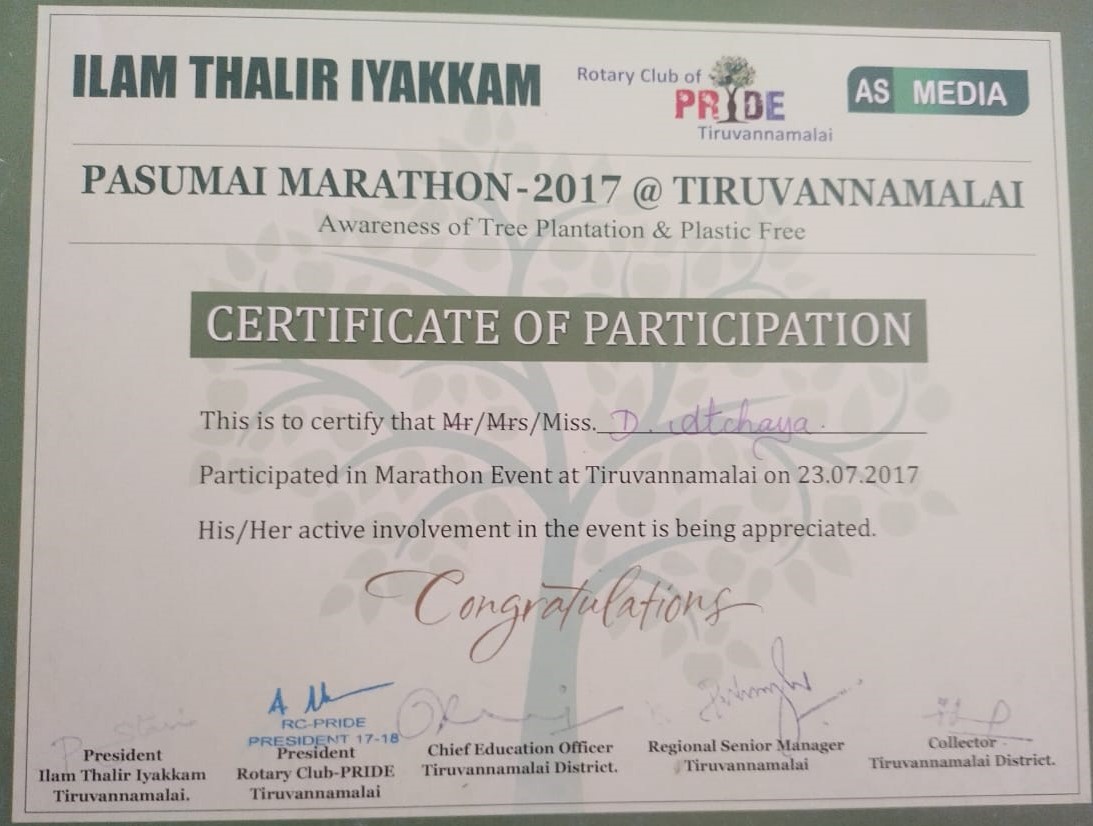 ILAM THALIR IYAKKAM
Rotary Club of
PRIDE
Tiruvannamalai
AS MEDIA
PASUMAI MARATHON-2017 @ TIRUVANNAMALAI
Awareness of Tree Plantation & Plastic Free
CERTIFICATE OF PARTICIPATION
This is to certify that Mr/Mrs/Miss. D. Atchaya.
Participated in Marathon Event at Tiruvannamalai on 23.07.2017
His/Her active involvement in the event is being appreciated.
Congratulations
RC-PRIDE
PRESIDENT 17-18
President
Ilam Thalir Iyakkam
Tiruvannamalai.
President
Rotary Club-PRIDE
Tiruvannamalai
Chief Education Officer
Tiruvannamalai District.
Regional Senior Manager
Tiruvannamalai
Collector
Tiruvannamalai District.